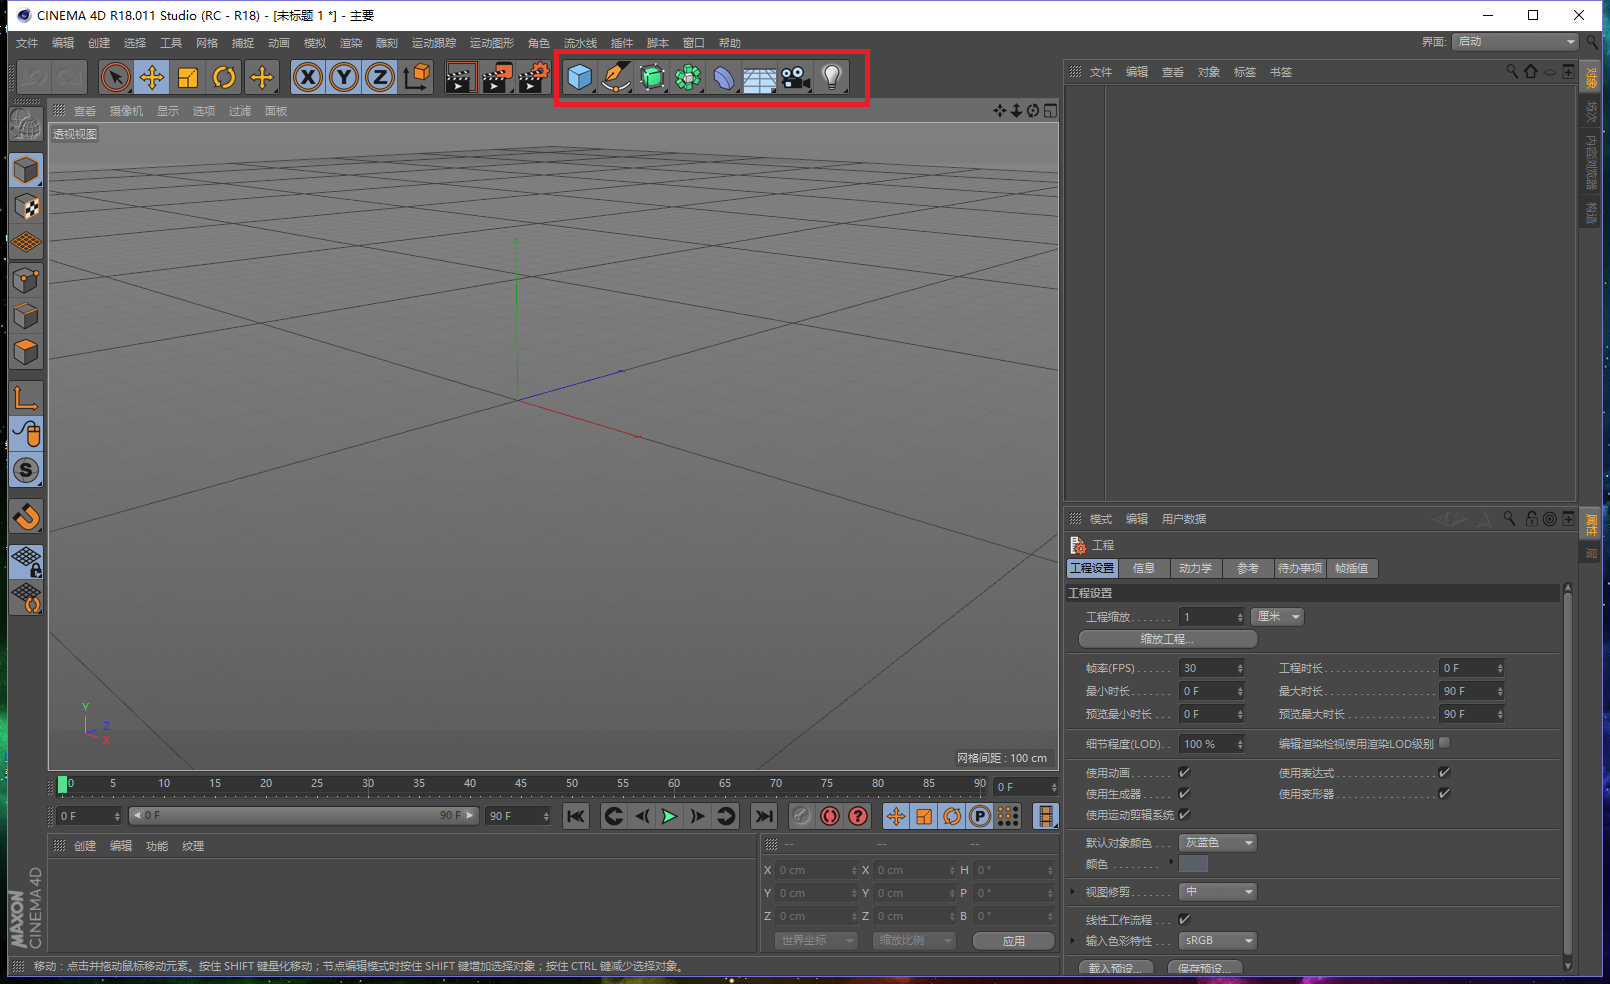 CINEMA 4D R18.011 Studio (RC - R18) - [未标题 1 *] - 主要
文件 编辑 创建 选择 工具 网格 捕捉 动画 模拟 渲染 雕刻 运动跟踪 运动图形 角色 流水线 插件 脚本 窗口 帮助
界面: 启动
X Y Z
文件 编辑 查看 对象 标签 书签
对象
场次
内容浏览器
构造
查看 摄像机 显示 选项 过滤 面板
透视视图
Y
Z
X
网格间距 : 100 cm
S
模式 编辑 用户数据
属性
层
工程
工程设置 信息 动力学 参考 待办事项 帧插值
工程设置
工程缩放 . . . . . . . 1 厘米
缩放工程...
帧率(FPS) . . . . . . 30 工程时长 . . . . . . . . . . . . . . . . . . 0 F
最小时长 . . . . . . . 0 F 最大时长 . . . . . . . . . . . . . . . . . . 90 F
预览最小时长 . . . 0 F 预览最大时长 . . . . . . . . . . . . . . 90 F
细节程度(LOD) . . 100 % 编辑渲染检视使用渲染LOD级别
使用动画 . . . . . . . 使用表达式 . . . . . . . . . . . . . . . .
使用生成器 . . . . . 使用变形器 . . . . . . . . . . . . . . . .
使用运动剪辑系统
默认对象颜色 . . . 灰蓝色
颜色 . . . . . . . . . .
视图修剪 . . . . . . . 中
线性工作流程 . . .
输入色彩特性 . . . sRGB
载入预设... 保存预设...
0 5 10 15 20 25 30 35 40 45 50 55 60 65 70 75 80 85 90 0 F
0 F 0 F 90 F 90 F ? P
创建 编辑 功能 纹理
-- -- --
X 0 cm X 0 cm H 0 °
Y 0 cm Y 0 cm P 0 °
Z 0 cm Z 0 cm B 0 °
世界坐标 缩放比例 应用
MAXON
CINEMA 4D
移动 : 点击并拖动鼠标移动元素。按住 SHIFT 键量化移动 ; 节点编辑模式时按住 SHIFT 键增加选择对象 ; 按住 CTRL 键减少选择对象。